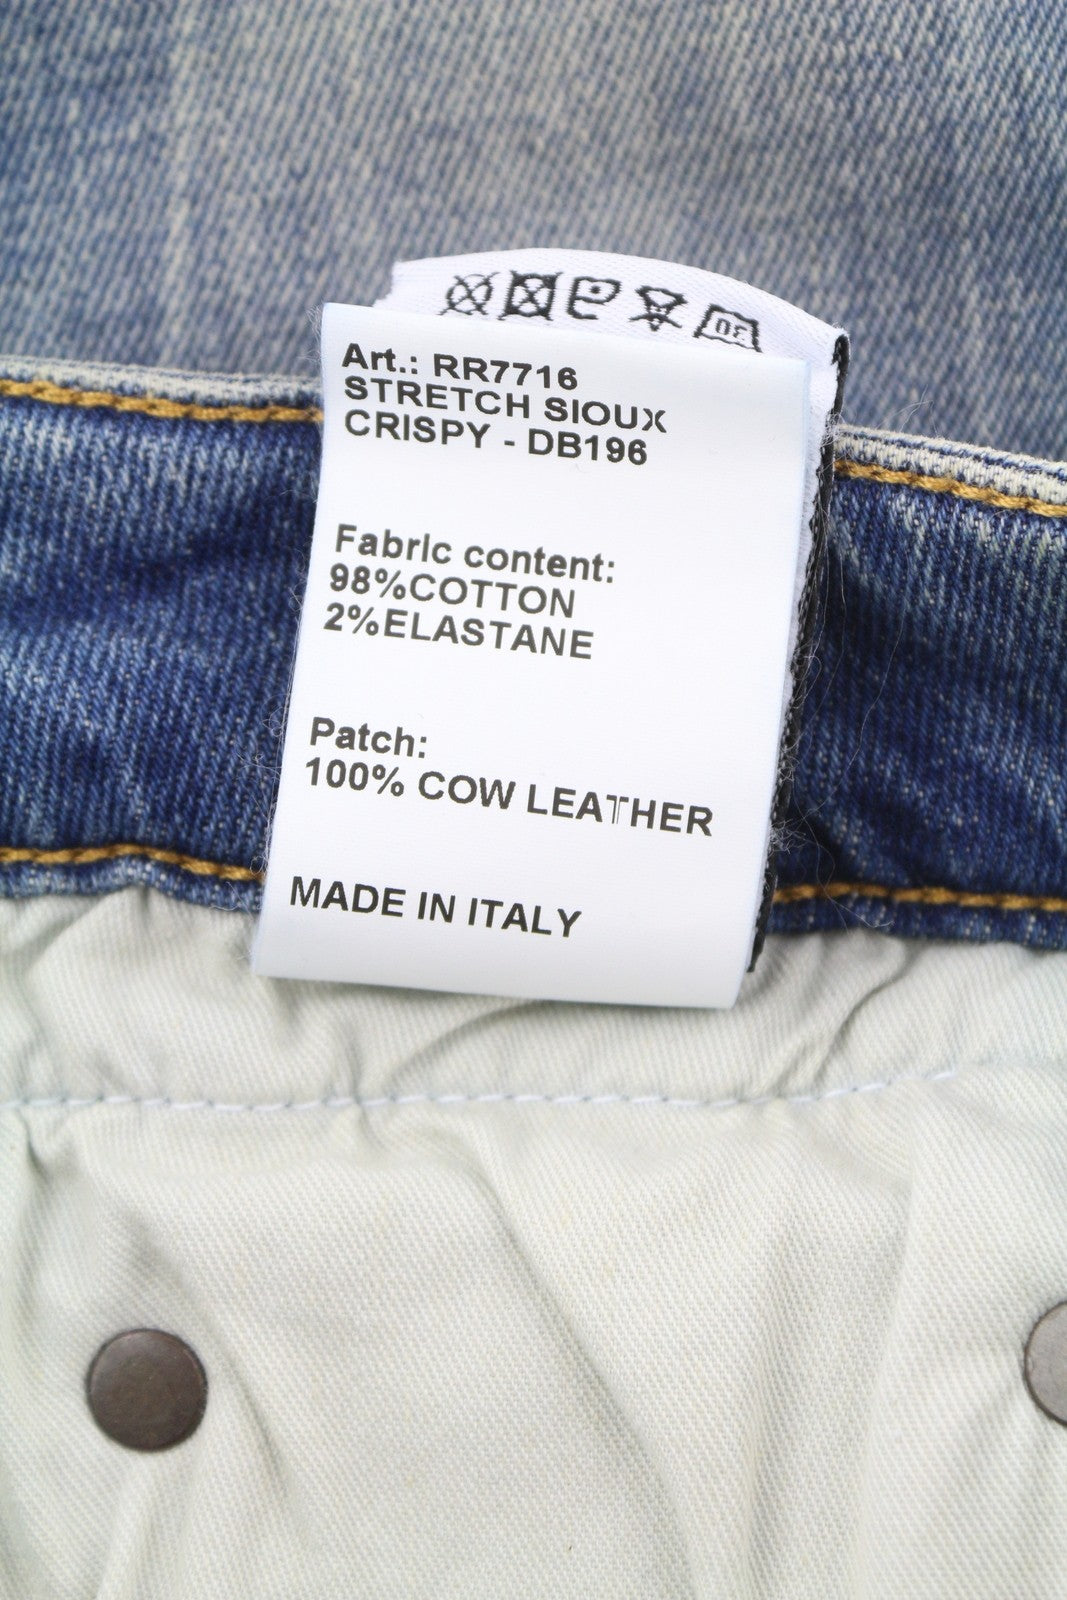 Art.: RR7716
STRETCH SIOUX
CRISPY - DB196
Fabric content:
98%COTTON
2%ELASTANE
Patch:
100% COW LEATHER
MADE IN ITALY
30